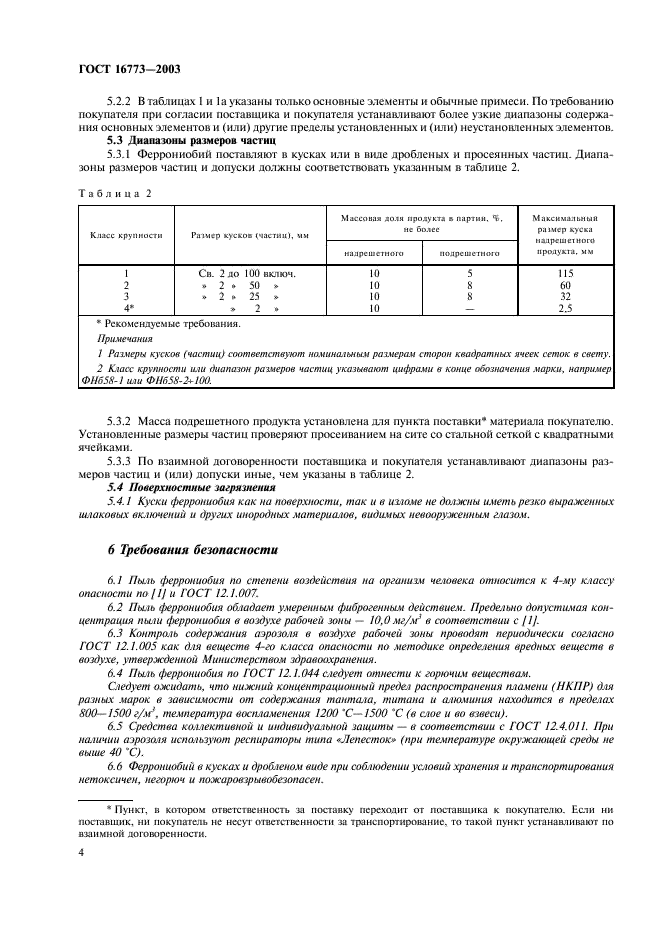 ГОСТ 16773—2003
5.2.2 В таблицах 1 и 1а указаны только основные элементы и обычные примеси. По требованию
покупателя при согласии поставщика и покупателя устанавливают более узкие диапазоны содержа-
ния основных элементов и (или) другие пределы установленных и (или) неустановленных элементов.
5.3 Диапазоны размеров частиц
5.3.1 Феррониобий поставляют в кусках или в виде дробленых и просеянных частиц. Диапа-
зоны размеров частиц и допуски должны соответствовать указанным в таблице 2.
Таблица 2
Класс крупности
Размер кусков (частиц), мм
Массовая доля продукта в партии, %,
не более
надрешетного
подрешетного
Максимальный
размер куска
надрешетного
продукта, мм
1 Св. 2 до 100 включ. 10 5 115
2 » 2 » 50 » 10 8 60
3 » 2 » 25 » 10 8 32
4* » 2 » 10 — 2,5
* Рекомендуемые требования.
Примечания
1 Размеры кусков (частиц) соответствуют номинальным размерам сторон квадратных ячеек сеток в свету.
2 Класс крупности или диапазон размеров частиц указывают цифрами в конце обозначения марки, например
ФНб58-1 или ФНб58-2÷100.
5.3.2 Масса подрешетного продукта установлена для пункта поставки* материала покупателю.
Установленные размеры частиц проверяют просеиванием на сите со стальной сеткой с квадратными
ячейками.
5.3.3 По взаимной договоренности поставщика и покупателя устанавливают диапазоны раз-
меров частиц и (или) допуски иные, чем указаны в таблице 2.
5.4 Поверхностные загрязнения
5.4.1 Куски феррониобия как на поверхности, так и в изломе не должны иметь резко выраженных
шлаковых включений и других инородных материалов, видимых невооруженным глазом.
6 Требования безопасности
6.1 Пыль феррониобия по степени воздействия на организм человека относится к 4-му классу
опасности по [1] и ГОСТ 12.1.007.
6.2 Пыль феррониобия обладает умеренным фиброгенным действием. Предельно допустимая кон-
центрация пыли феррониобия в воздухе рабочей зоны — 10,0 мг/м³ в соответствии с [1].
6.3 Контроль содержания аэрозоля в воздухе рабочей зоны проводят периодически согласно
ГОСТ 12.1.005 как для веществ 4-го класса опасности по методике определения вредных веществ в
воздухе, утвержденной Министерством здравоохранения.
6.4 Пыль феррониобия по ГОСТ 12.1.044 следует отнести к горючим веществам.
Следует ожидать, что нижний концентрационный предел распространения пламени (НКПР) для
разных марок в зависимости от содержания тантала, титана и алюминия находится в пределах
800—1500 г/м³, температура воспламенения 1200 °С—1500 °С (в слое и во взвеси).
6.5 Средства коллективной и индивидуальной защиты — в соответствии с ГОСТ 12.4.011. При
наличии аэрозоля используют респираторы типа «Лепесток» (при температуре окружающей среды не
выше 40 °С).
6.6 Феррониобий в кусках и дробленом виде при соблюдении условий хранения и транспортирования
нетоксичен, негорюч и пожаровзрывобезопасен.
* Пункт, в котором ответственность за поставку переходит от поставщика к покупателю. Если ни
поставщик, ни покупатель не несут ответственности за транспортирование, то такой пункт устанавливают по
взаимной договоренности.
4